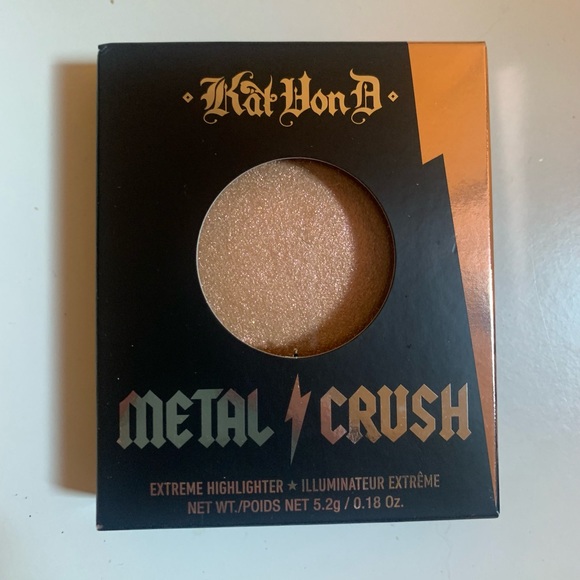 Kat Von D
METAL CRUSH
EXTREME HIGHLIGHTER ★ ILLUMINATEUR EXTRÊME
NET WT./POIDS NET 5.2g / 0.18 Oz.